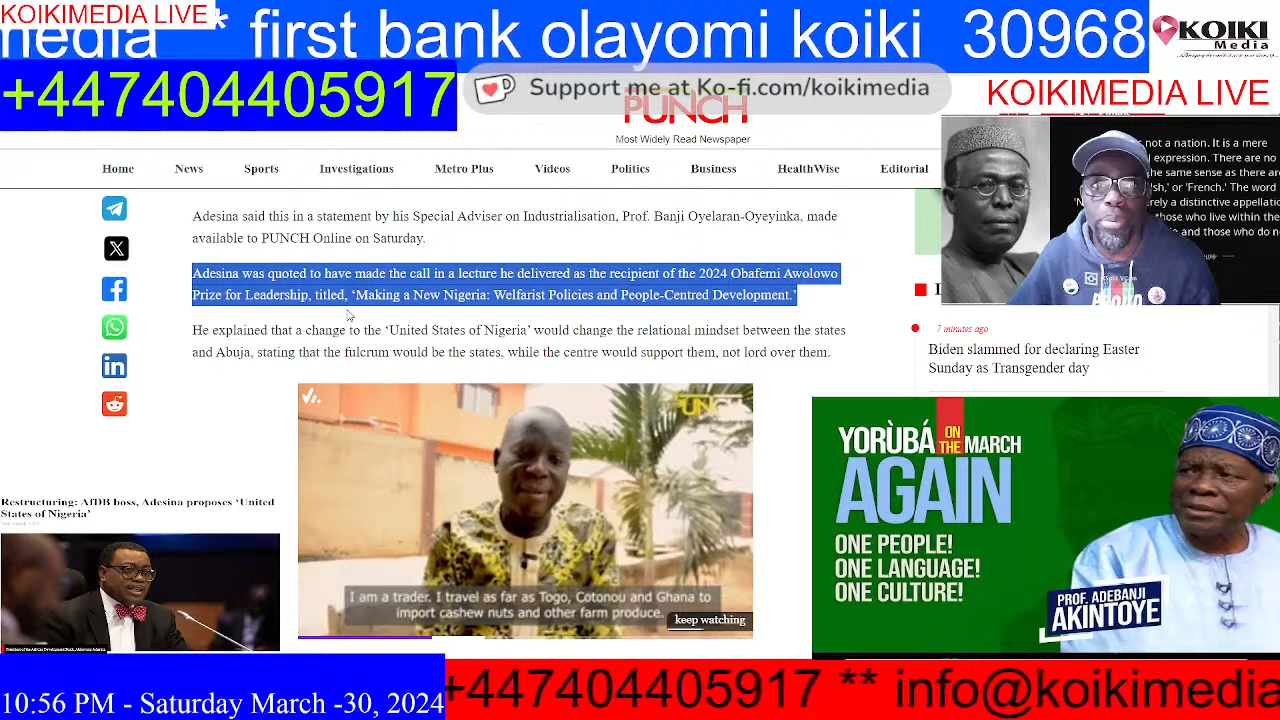 KOIKIMEDIA LIVE
media ** first bank olayomi koiki 30968
KOIKI
Media
+447404405917
Support me at Ko-fi.com/koikimedia
KOIKIMEDIA LIVE
PUNCH
Most Widely Read Newspaper
Home News Sports Investigations Metro Plus Videos Politics Business HealthWise Editorial
not a nation. It is a mere
l expression. There are no
the same sense as there are
or 'French.' The word
rely a distinctive appellation
those who live within the
and those who do no
Adesina said this in a statement by his Special Adviser on Industrialisation, Prof. Banji Oyelaran-Oyeyinka, made
available to PUNCH Online on Saturday.
Adesina was quoted to have made the call in a lecture he delivered as the recipient of the 2024 Obafemi Awolowo
Prize for Leadership, titled, ‘Making a New Nigeria: Welfarist Policies and People-Centred Development.’
He explained that a change to the ‘United States of Nigeria’ would change the relational mindset between the states
and Abuja, stating that the fulcrum would be the states, while the centre would support them, not lord over them.
7 minutes ago
Biden slammed for declaring Easter
Sunday as Transgender day
I am a trader. I travel as far as Togo, Cotonou and Ghana to
import cashew nuts and other farm produce.
keep watching
Restructuring: AfDB boss, Adesina proposes ‘United
States of Nigeria’
YORÙBÁ ON THE MARCH
AGAIN
ONE PEOPLE!
ONE LANGUAGE!
ONE CULTURE!
PROF. ADEBANJI
AKINTOYE
10:56 PM - Saturday March -30, 2024
+447404405917 ** info@koikimedia